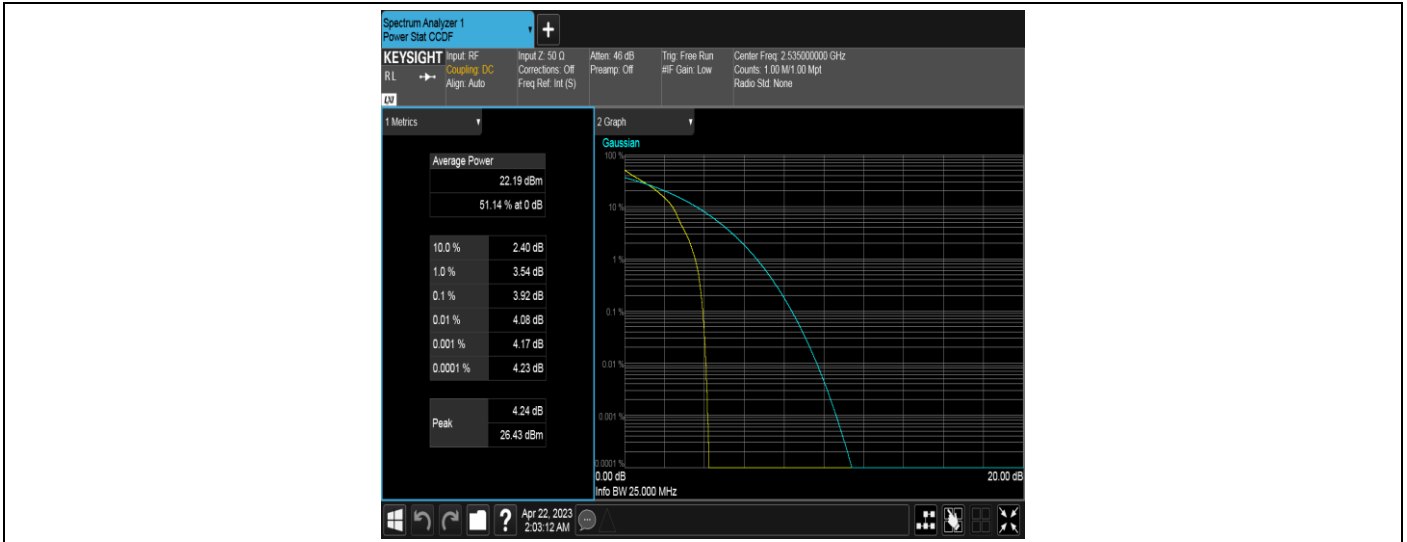 Spectrum Analyzer 1
Power Stat CCDF
+
KEYSIGHT
RL
LXI
Input: RF
Coupling: DC
Align: Auto
Input Z: 50 Ω
Corrections: Off
Freq Ref: Int (S)
Atten: 46 dB
Preamp: Off
Trig: Free Run
#IF Gain: Low
Center Freq: 2.535000000 GHz
Counts: 1.00 M/1.00 Mpt
Radio Std: None
1 Metrics
Average Power
22.19 dBm
51.14 % at 0 dB
10.0 % 2.40 dB
1.0 % 3.54 dB
0.1 % 3.92 dB
0.01 % 4.08 dB
0.001 % 4.17 dB
0.0001 % 4.23 dB
Peak
4.24 dB
26.43 dBm
2 Graph
Gaussian
100 %
10 %
1 %
0.1 %
0.01 %
0.001 %
0.0001 %
0.00 dB 20.00 dB
Info BW 25.000 MHz
?
Apr 22, 2023
2:03:12 AM